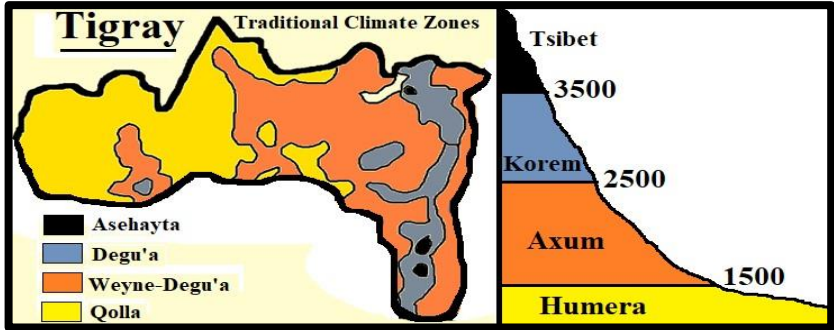 Tigray
Traditional Climate Zones
Asehayta
Degu'a
Weyne-Degu'a
Qolla
Tsibet
3500
Korem
2500
Axum
1500
Humera